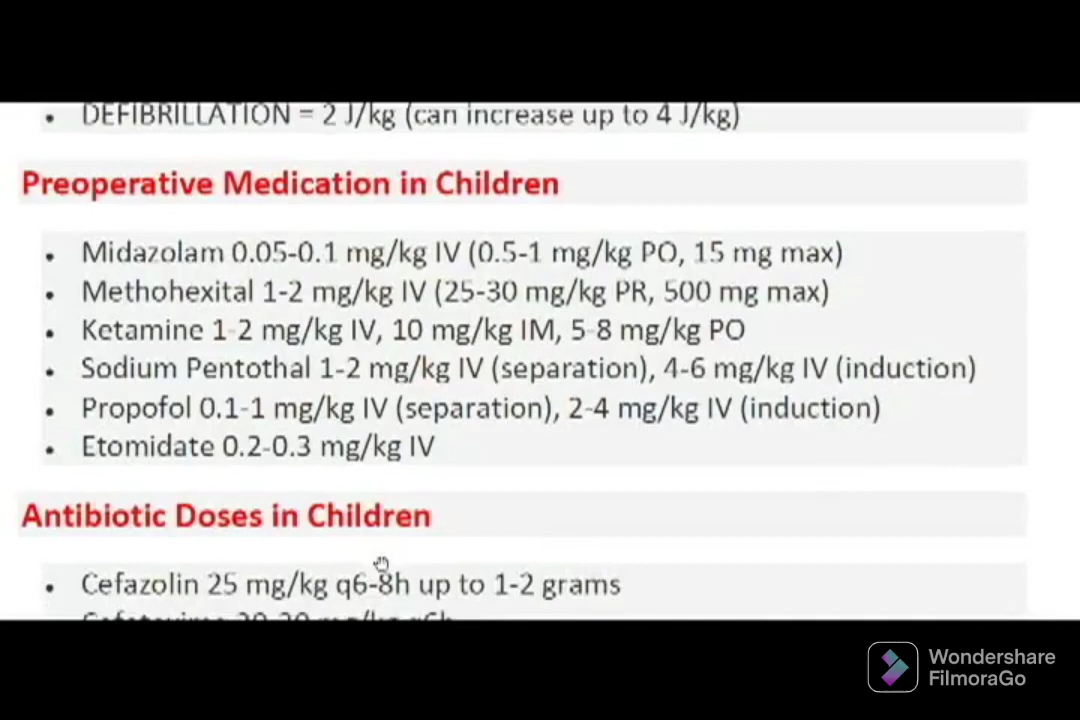 • DEFIBRILLATION = 2 J/kg (can increase up to 4 J/kg)
Preoperative Medication in Children
• Midazolam 0.05-0.1 mg/kg IV (0.5-1 mg/kg PO, 15 mg max)
• Methohexital 1-2 mg/kg IV (25-30 mg/kg PR, 500 mg max)
• Ketamine 1-2 mg/kg IV, 10 mg/kg IM, 5-8 mg/kg PO
• Sodium Pentothal 1-2 mg/kg IV (separation), 4-6 mg/kg IV (induction)
• Propofol 0.1-1 mg/kg IV (separation), 2-4 mg/kg IV (induction)
• Etomidate 0.2-0.3 mg/kg IV
Antibiotic Doses in Children
• Cefazolin 25 mg/kg q6-8h up to 1-2 grams
Wondershare
FilmoraGo